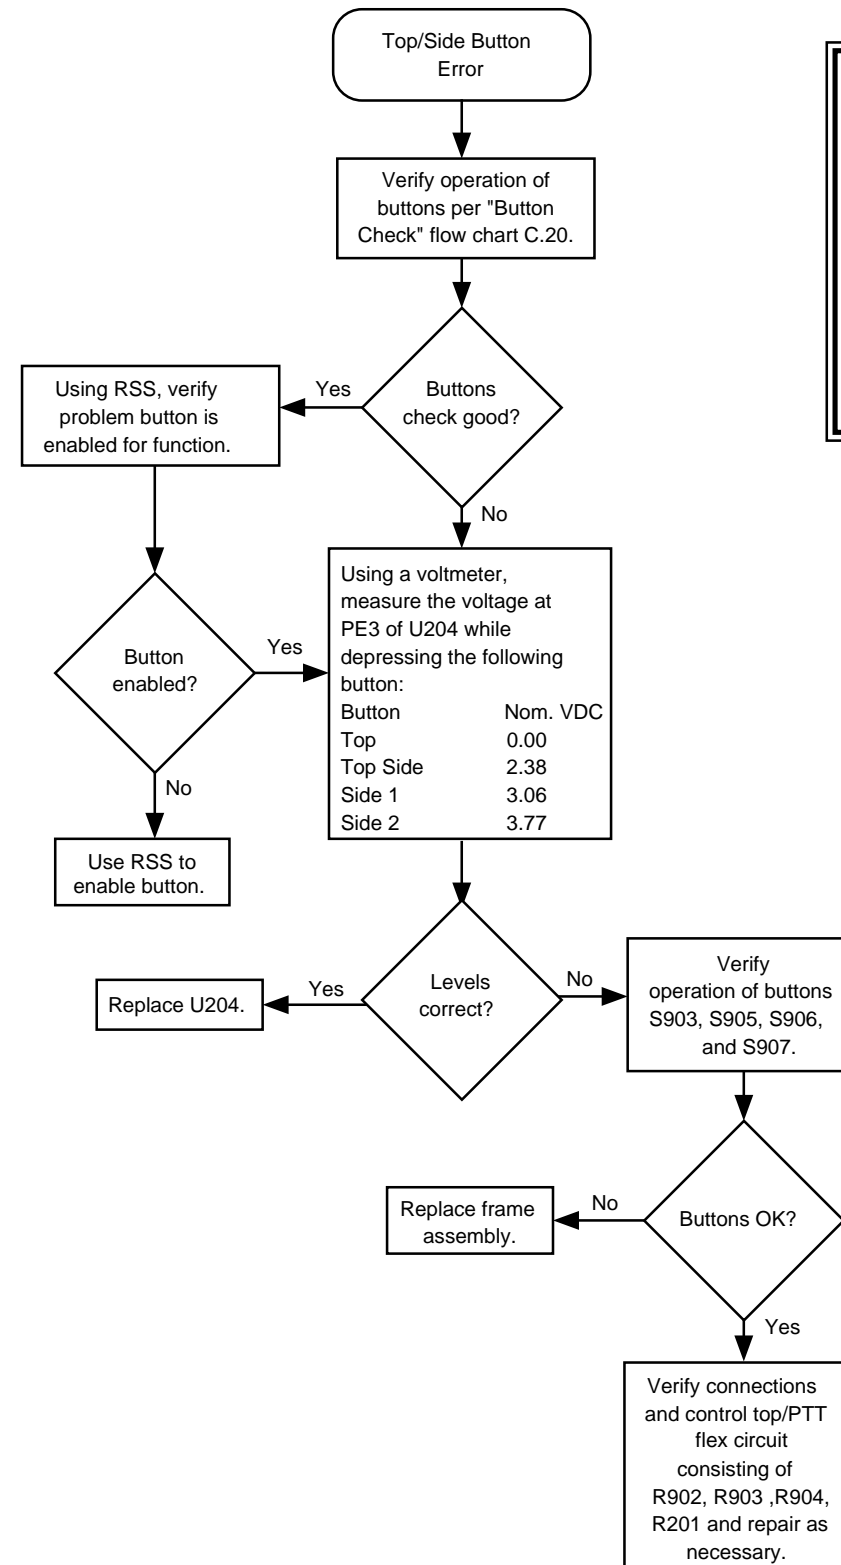 Top/Side Button
Error
Verify operation of
buttons per "Button
Check" flow chart C.20.
Buttons
check good?
Yes
Using RSS, verify
problem button is
enabled for function.
No
Button
enabled?
Yes
No
Use RSS to
enable button.
Using a voltmeter,
measure the voltage at
PE3 of U204 while
depressing the following
button:
Button Nom. VDC
Top 0.00
Top Side 2.38
Side 1 3.06
Side 2 3.77
Levels
correct?
Yes
Replace U204.
No
Verify
operation of buttons
S903, S905, S906,
and S907.
Buttons OK?
No
Replace frame
assembly.
Yes
Verify connections
and control top/PTT
flex circuit
consisting of
R902, R903 ,R904,
R201 and repair as
necessary.